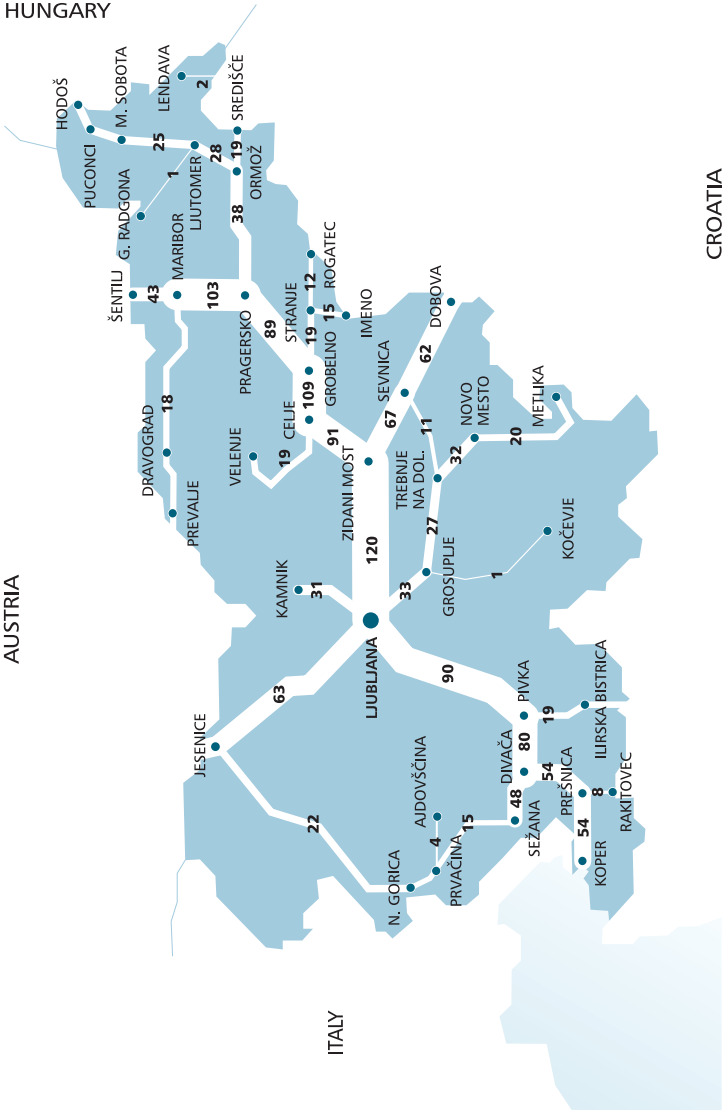 HUNGARY
AUSTRIA
CROATIA
ITALY
HODOŠ
PUCONCI
M. SOBOTA
LENDAVA
2
SREDIŠČE
25
28
19
1
G. RADGONA
LJUTOMER
ORMOŽ
38
ŠENTILJ
43
MARIBOR
103
PRAGERSKO
89
STRANJE
12
ROGATEC
15
IMENO
19
GROBELNO
109
CELJE
91
DRAVOGRAD
18
PREVALJE
VELENJE
19
ZIDANI MOST
120
SEVNICA
67
62
DOBOVA
11
NOVO
MESTO
METLIKA
20
32
TREBNJE
NA DOL.
27
GROSUPLJE
33
1
KOČEVJE
KAMNIK
31
LJUBLJANA
63
JESENICE
22
90
PIVKA
19
ILIRSKA BISTRICA
80
DIVAČA
54
PREŠNICA
8
RAKITOVEC
54
KOPER
48
SEŽANA
15
AJDOVŠČINA
4
PRVAČINA
N. GORICA